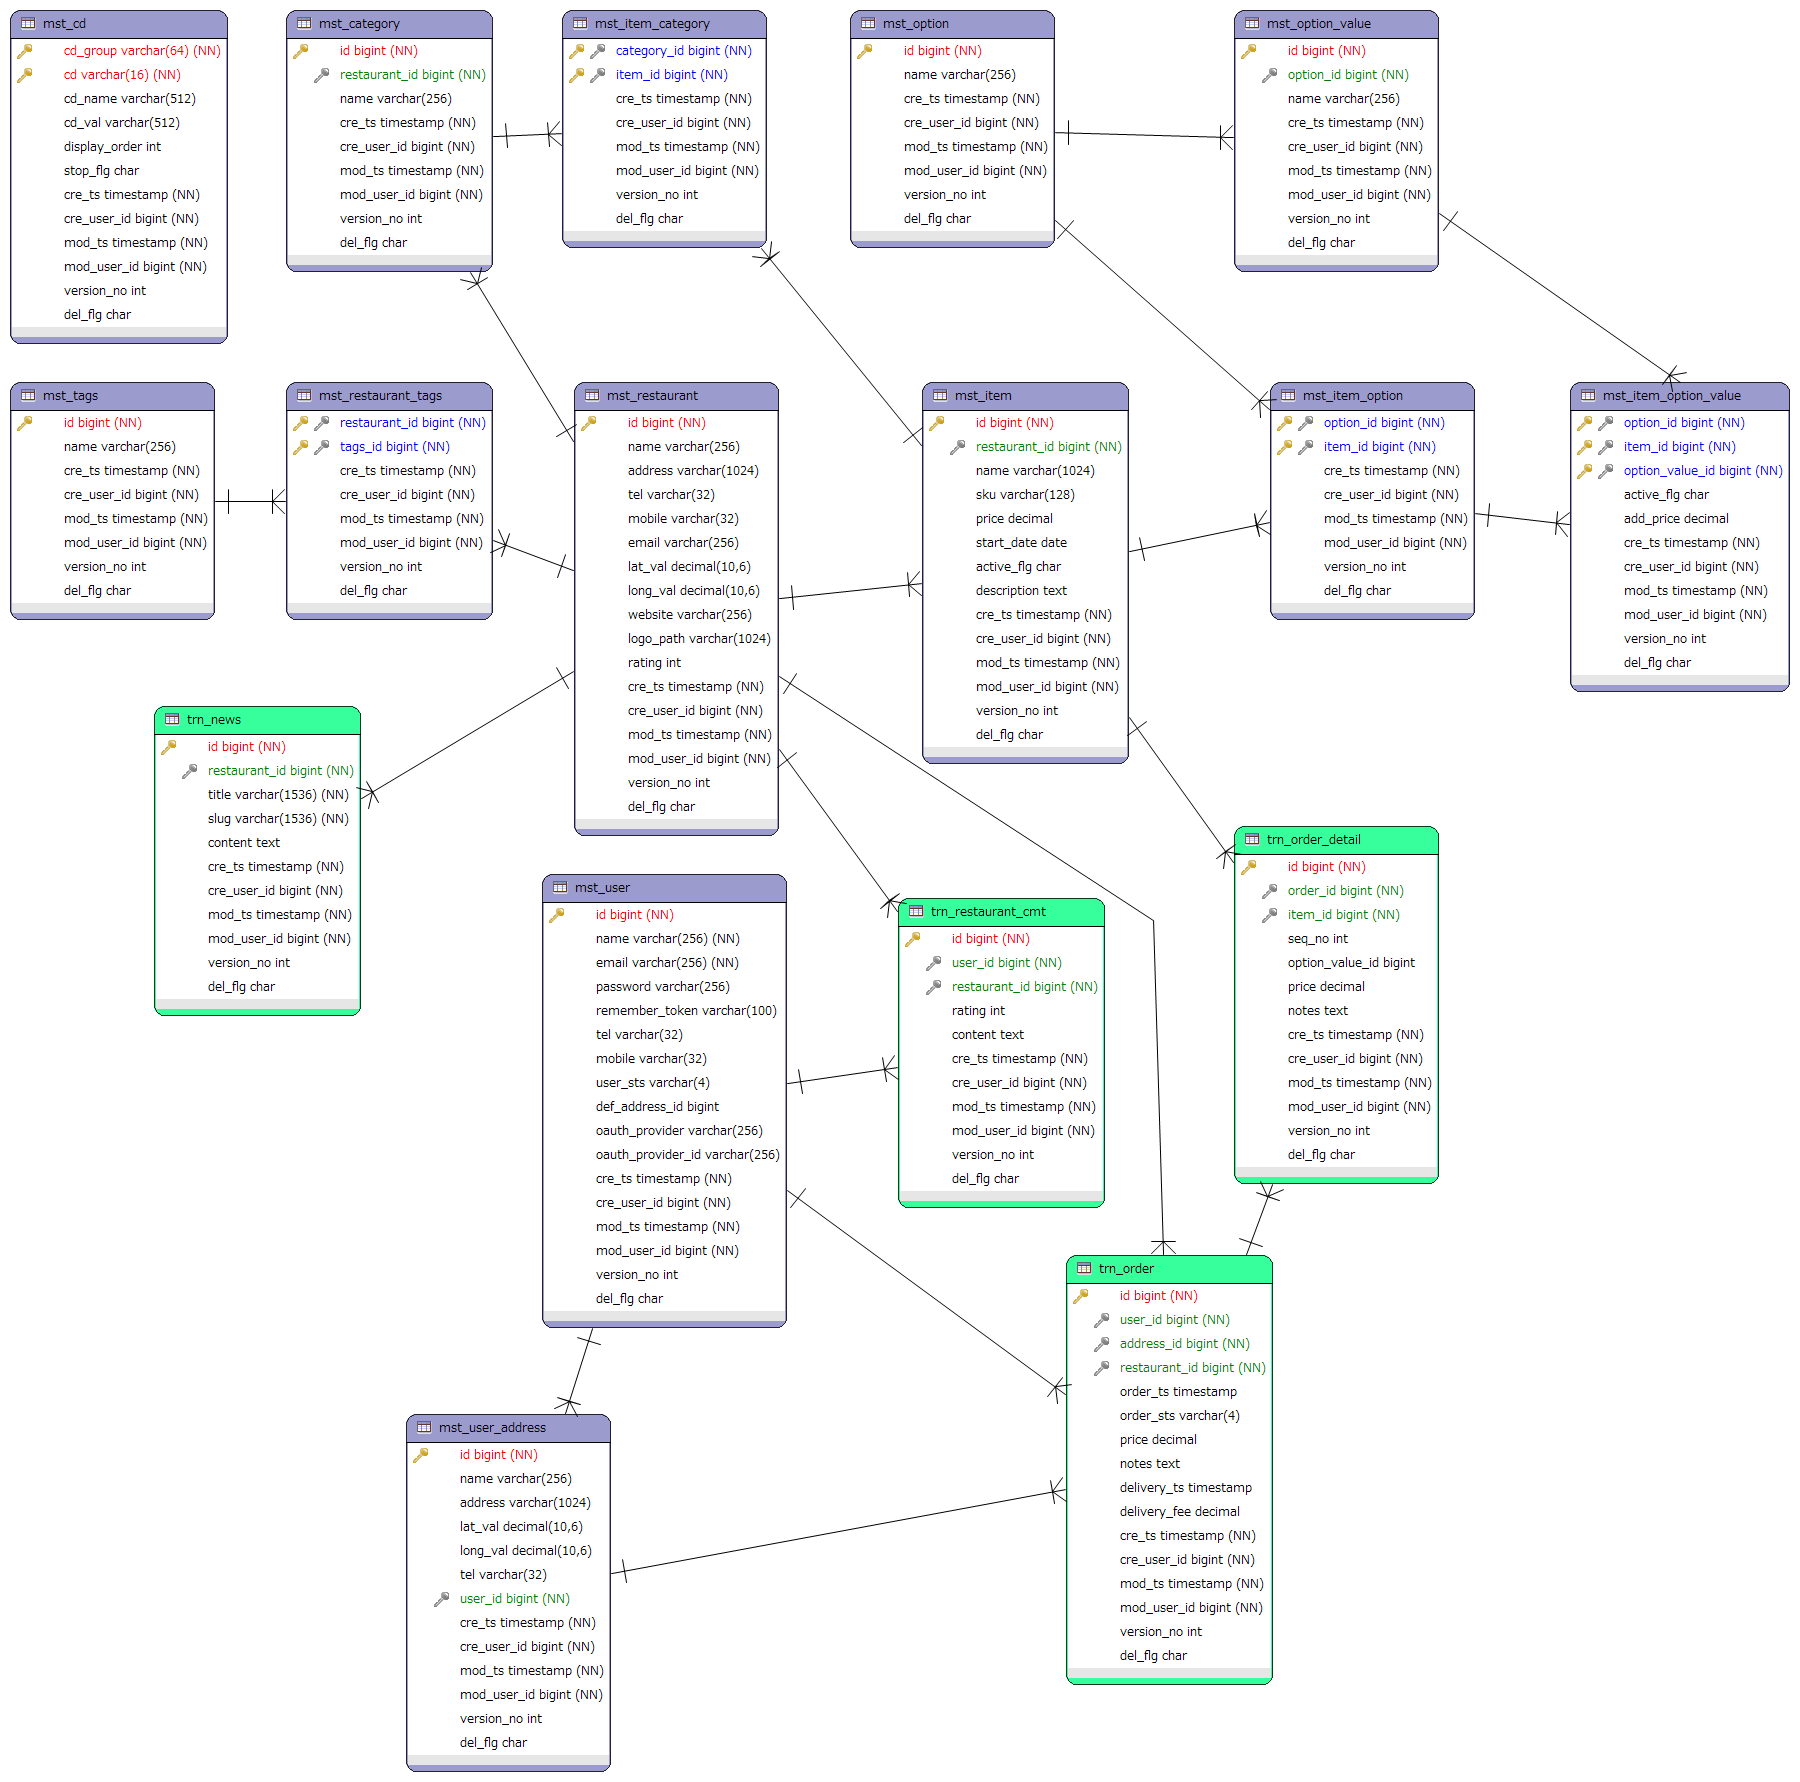 mst_cd
cd_group varchar(64) (NN)
cd varchar(16) (NN)
cd_name varchar(512)
cd_val varchar(512)
display_order int
stop_flg char
cre_ts timestamp (NN)
cre_user_id bigint (NN)
mod_ts timestamp (NN)
mod_user_id bigint (NN)
version_no int
del_flg char
mst_category
id bigint (NN)
restaurant_id bigint (NN)
name varchar(256)
cre_ts timestamp (NN)
cre_user_id bigint (NN)
mod_ts timestamp (NN)
mod_user_id bigint (NN)
version_no int
del_flg char
mst_item_category
category_id bigint (NN)
item_id bigint (NN)
cre_ts timestamp (NN)
cre_user_id bigint (NN)
mod_ts timestamp (NN)
mod_user_id bigint (NN)
version_no int
del_flg char
mst_option
id bigint (NN)
name varchar(256)
cre_ts timestamp (NN)
cre_user_id bigint (NN)
mod_ts timestamp (NN)
mod_user_id bigint (NN)
version_no int
del_flg char
mst_option_value
id bigint (NN)
option_id bigint (NN)
name varchar(256)
cre_ts timestamp (NN)
cre_user_id bigint (NN)
mod_ts timestamp (NN)
mod_user_id bigint (NN)
version_no int
del_flg char
mst_tags
id bigint (NN)
name varchar(256)
cre_ts timestamp (NN)
cre_user_id bigint (NN)
mod_ts timestamp (NN)
mod_user_id bigint (NN)
version_no int
del_flg char
mst_restaurant_tags
restaurant_id bigint (NN)
tags_id bigint (NN)
cre_ts timestamp (NN)
cre_user_id bigint (NN)
mod_ts timestamp (NN)
mod_user_id bigint (NN)
version_no int
del_flg char
mst_restaurant
id bigint (NN)
name varchar(256)
address varchar(1024)
tel varchar(32)
mobile varchar(32)
email varchar(256)
lat_val decimal(10,6)
long_val decimal(10,6)
website varchar(256)
logo_path varchar(1024)
rating int
cre_ts timestamp (NN)
cre_user_id bigint (NN)
mod_ts timestamp (NN)
mod_user_id bigint (NN)
version_no int
del_flg char
mst_item
id bigint (NN)
restaurant_id bigint (NN)
name varchar(1024)
sku varchar(128)
price decimal
start_date date
active_flg char
description text
cre_ts timestamp (NN)
cre_user_id bigint (NN)
mod_ts timestamp (NN)
mod_user_id bigint (NN)
version_no int
del_flg char
mst_item_option
option_id bigint (NN)
item_id bigint (NN)
cre_ts timestamp (NN)
cre_user_id bigint (NN)
mod_ts timestamp (NN)
mod_user_id bigint (NN)
version_no int
del_flg char
mst_item_option_value
option_id bigint (NN)
item_id bigint (NN)
option_value_id bigint (NN)
active_flg char
add_price decimal
cre_ts timestamp (NN)
cre_user_id bigint (NN)
mod_ts timestamp (NN)
mod_user_id bigint (NN)
version_no int
del_flg char
trn_news
id bigint (NN)
restaurant_id bigint (NN)
title varchar(1536) (NN)
slug varchar(1536) (NN)
content text
cre_ts timestamp (NN)
cre_user_id bigint (NN)
mod_ts timestamp (NN)
mod_user_id bigint (NN)
version_no int
del_flg char
mst_user
id bigint (NN)
name varchar(256) (NN)
email varchar(256) (NN)
password varchar(256)
remember_token varchar(100)
tel varchar(32)
mobile varchar(32)
user_sts varchar(4)
def_address_id bigint
oauth_provider varchar(256)
oauth_provider_id varchar(256)
cre_ts timestamp (NN)
cre_user_id bigint (NN)
mod_ts timestamp (NN)
mod_user_id bigint (NN)
version_no int
del_flg char
trn_restaurant_cmt
id bigint (NN)
user_id bigint (NN)
restaurant_id bigint (NN)
rating int
content text
cre_ts timestamp (NN)
cre_user_id bigint (NN)
mod_ts timestamp (NN)
mod_user_id bigint (NN)
version_no int
del_flg char
trn_order_detail
id bigint (NN)
order_id bigint (NN)
item_id bigint (NN)
seq_no int
option_value_id bigint
price decimal
notes text
cre_ts timestamp (NN)
cre_user_id bigint (NN)
mod_ts timestamp (NN)
mod_user_id bigint (NN)
version_no int
del_flg char
trn_order
id bigint (NN)
user_id bigint (NN)
address_id bigint (NN)
restaurant_id bigint (NN)
order_ts timestamp
order_sts varchar(4)
price decimal
notes text
delivery_ts timestamp
delivery_fee decimal
cre_ts timestamp (NN)
cre_user_id bigint (NN)
mod_ts timestamp (NN)
mod_user_id bigint (NN)
version_no int
del_flg char
mst_user_address
id bigint (NN)
name varchar(256)
address varchar(1024)
lat_val decimal(10,6)
long_val decimal(10,6)
tel varchar(32)
user_id bigint (NN)
cre_ts timestamp (NN)
cre_user_id bigint (NN)
mod_ts timestamp (NN)
mod_user_id bigint (NN)
version_no int
del_flg char